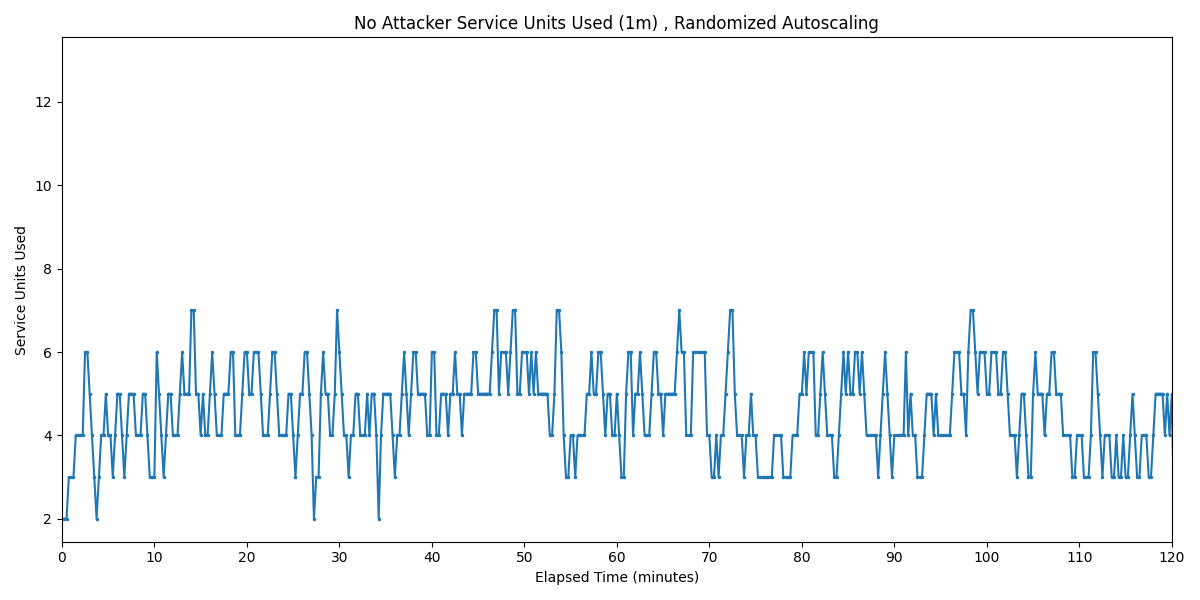 No Attacker Service Units Used (1m) , Randomized Autoscaling
Service Units Used
12
10
8
6
4
2
0 10 20 30 40 50 60 70 80 90 100 110 120
Elapsed Time (minutes)